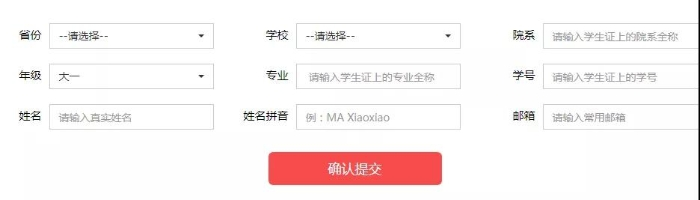 省份 --请选择-- 学校 --请选择-- 院系 请输入学生证上的院系全称
年级 大一 专业 请输入学生证上的专业全称 学号 请输入学生证上的学号
姓名 请输入真实姓名 姓名拼音 例：MA Xiaoxiao 邮箱 请输入常用邮箱
确认提交